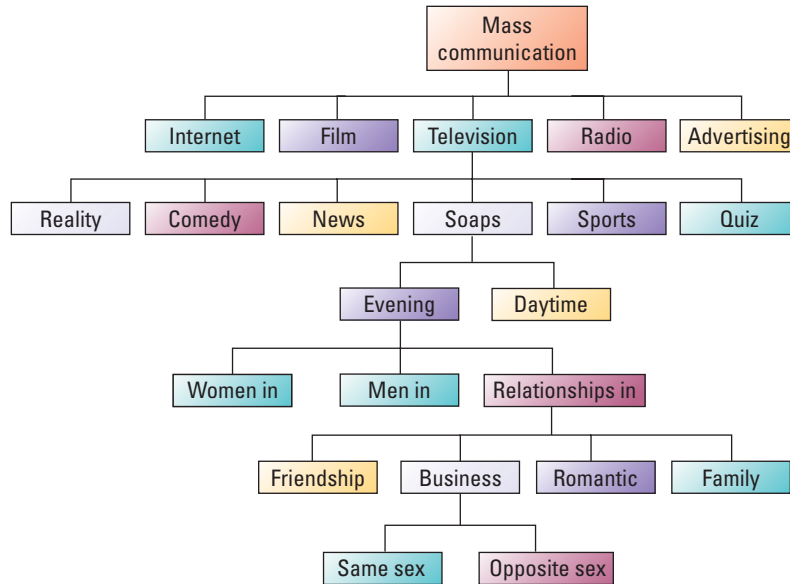 Mass
communication
Internet
Film
Television
Radio
Advertising
Reality
Comedy
News
Soaps
Sports
Quiz
Evening
Daytime
Women in
Men in
Relationships in
Friendship
Business
Romantic
Family
Same sex
Opposite sex